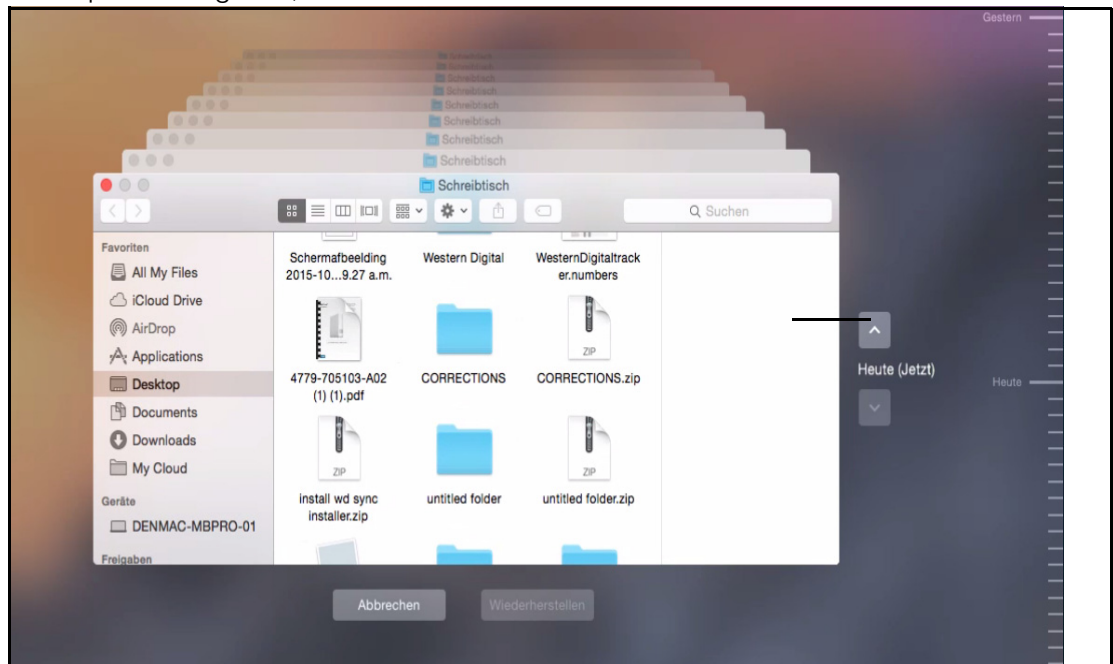 Gestern
Schreibtisch
Schreibtisch
Schreibtisch
Schreibtisch
Schreibtisch
Schreibtisch
Schreibtisch
Schreibtisch
Suchen
Favoriten
All My Files
iCloud Drive
AirDrop
Applications
Desktop
Documents
Downloads
My Cloud
Geräte
DENMAC-MBPRO-01
Freigaben
Schermafbeelding
2015-10...9.27 a.m.
Western Digital
WesternDigitaltrack
er.numbers
4779-705103-A02
(1) (1).pdf
CORRECTIONS
ZIP
CORRECTIONS.zip
ZIP
install wd sync
installer.zip
untitled folder
ZIP
untitled folder.zip
Heute (Jetzt)
Heute
Abbrechen
Wiederherstellen